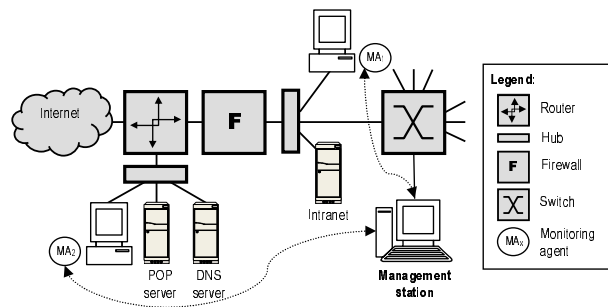 MA₁
Internet
F
Intranet
MA₂
POP
server
DNS
server
Management
station
Legend:
Router
Hub
F
Firewall
Switch
MAₓ
Monitoring
agent